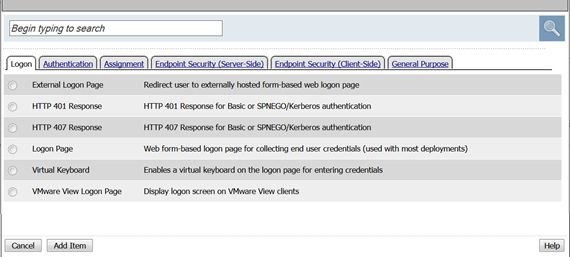 Begin typing to search
Logon Authentication Assignment Endpoint Security (Server-Side) Endpoint Security (Client-Side) General Purpose
External Logon Page Redirect user to externally hosted form-based web logon page
HTTP 401 Response HTTP 401 Response for Basic or SPNEGO/Kerberos authentication
HTTP 407 Response HTTP 407 Response for Basic or SPNEGO/Kerberos authentication
Logon Page Web form-based logon page for collecting end user credentials (used with most deployments)
Virtual Keyboard Enables a virtual keyboard on the logon page for entering credentials
VMware View Logon Page Display logon screen on VMware View clients
Cancel Add Item Help